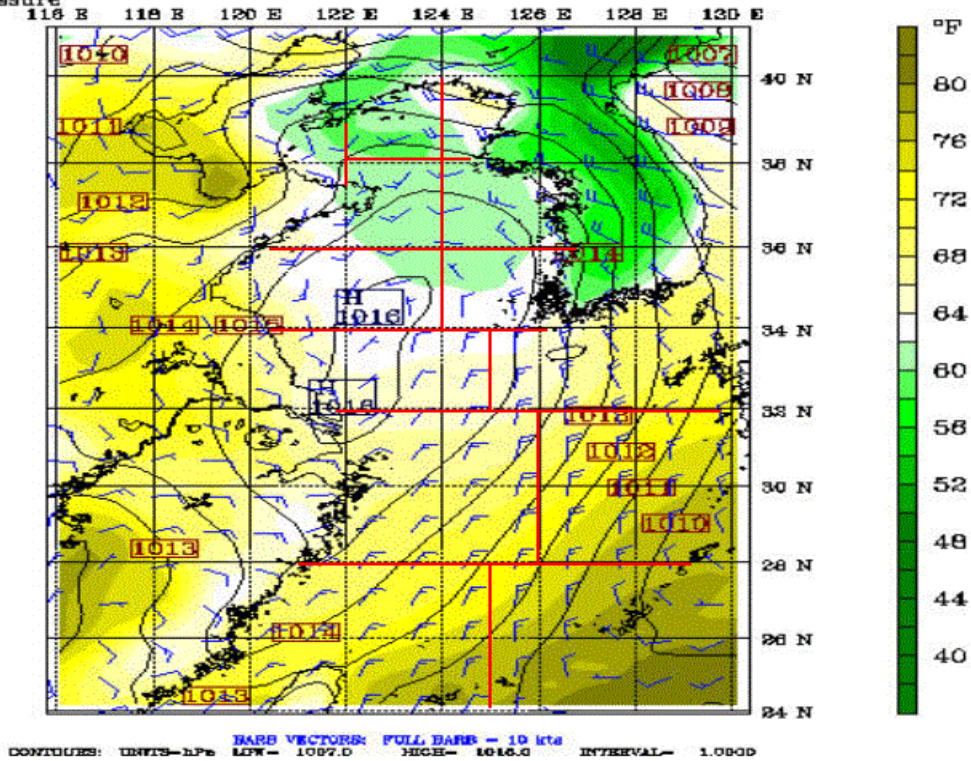 ssure
116 E 118 E 120 E 122 E 124 E 126 E 128 E 130 E
°F
1010
1007
40 N
80
1008
1011
1009
76
38 N
1012
72
1013
36 N
1014
68
H
1016
64
1014
1015
34 N
60
H
1016
32 N
1013
56
1012
30 N
1011
52
1010
1013
28 N
48
1014
26 N
44
1013
40
24 N
BARB VECTORS: FULL BARB = 10 kts
CONTOURS: UNITS=hPa LOW= 1007.0 HIGH= 1016.0 INTERVAL= 1.0000